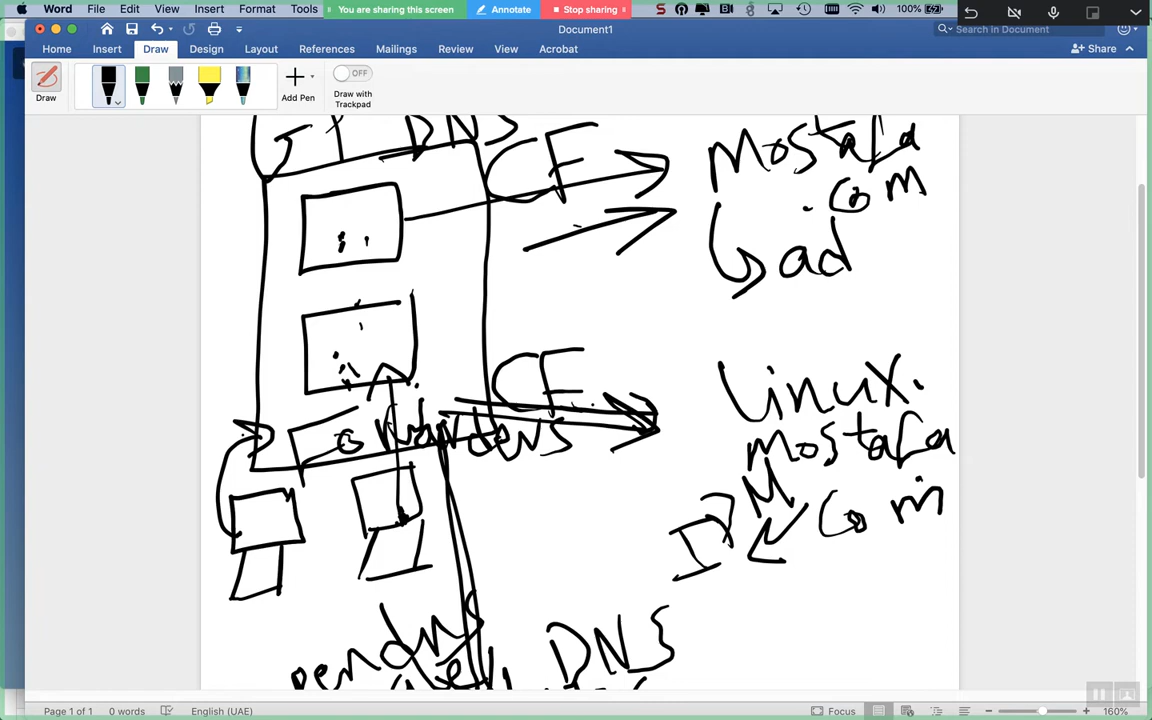 Word File Edit View Insert Format Tools
You are sharing this screen Annotate Stop sharing
100%
Document1
Search In Document
Home Insert Draw Design Layout References Mailings Review View Acrobat
Share
Draw
Add Pen
OFF
Draw with
Trackpad
DNS
CF
Mostafa
.com
ad
CF
Linux.
Mostafa
Com
DNS
Page 1 of 1 0 words English (UAE)
Focus
160%